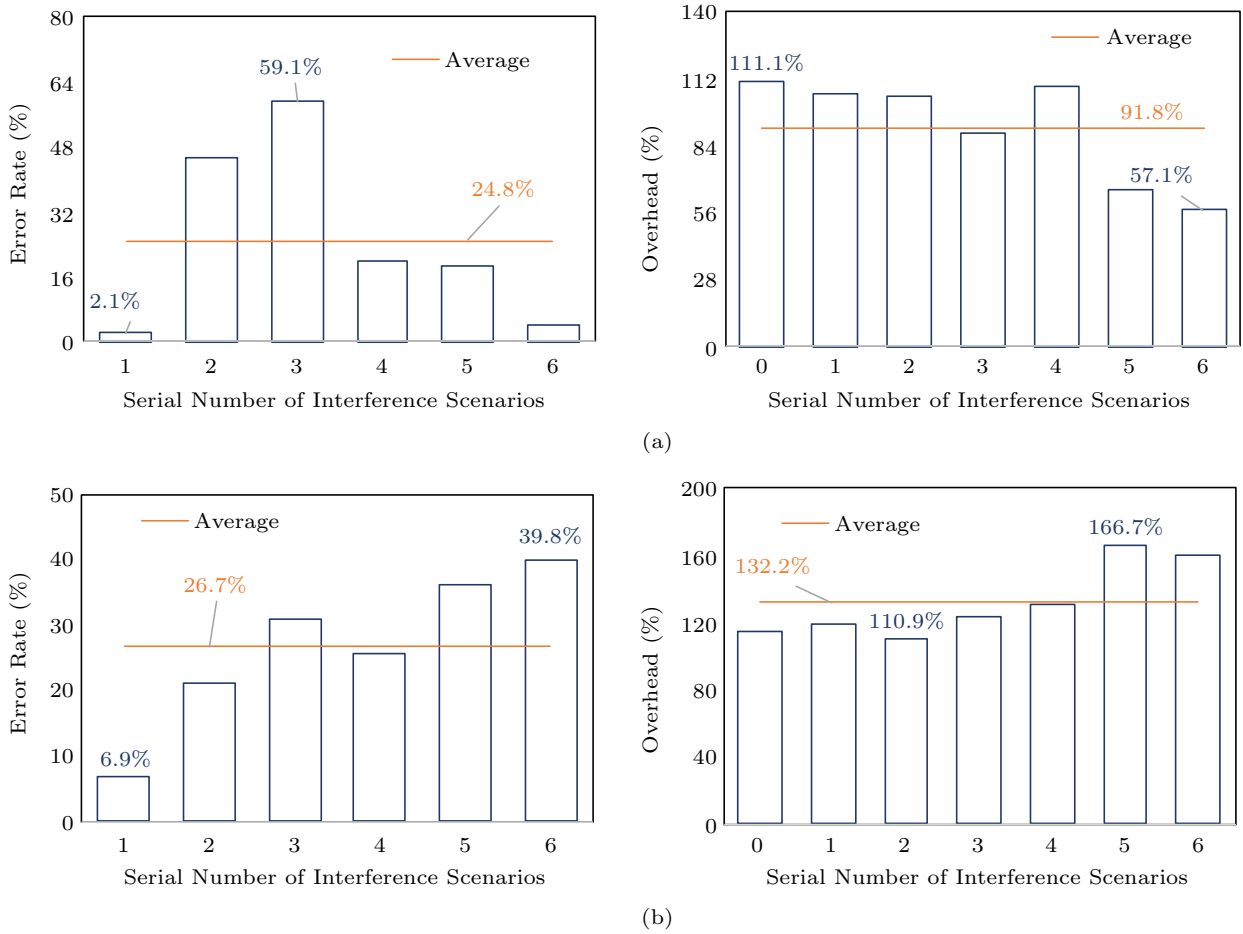 80
64
48
32
16
0
Error Rate (%)
Average
59.1%
24.8%
2.1%
1 2 3 4 5 6
Serial Number of Interference Scenarios
140
112
84
56
28
0
Overhead (%)
Average
111.1%
91.8%
57.1%
0 1 2 3 4 5 6
Serial Number of Interference Scenarios
(a)
50
40
30
20
10
0
Error Rate (%)
Average
39.8%
26.7%
6.9%
1 2 3 4 5 6
Serial Number of Interference Scenarios
200
160
120
80
40
0
Overhead (%)
Average
166.7%
132.2%
110.9%
0 1 2 3 4 5 6
Serial Number of Interference Scenarios
(b)